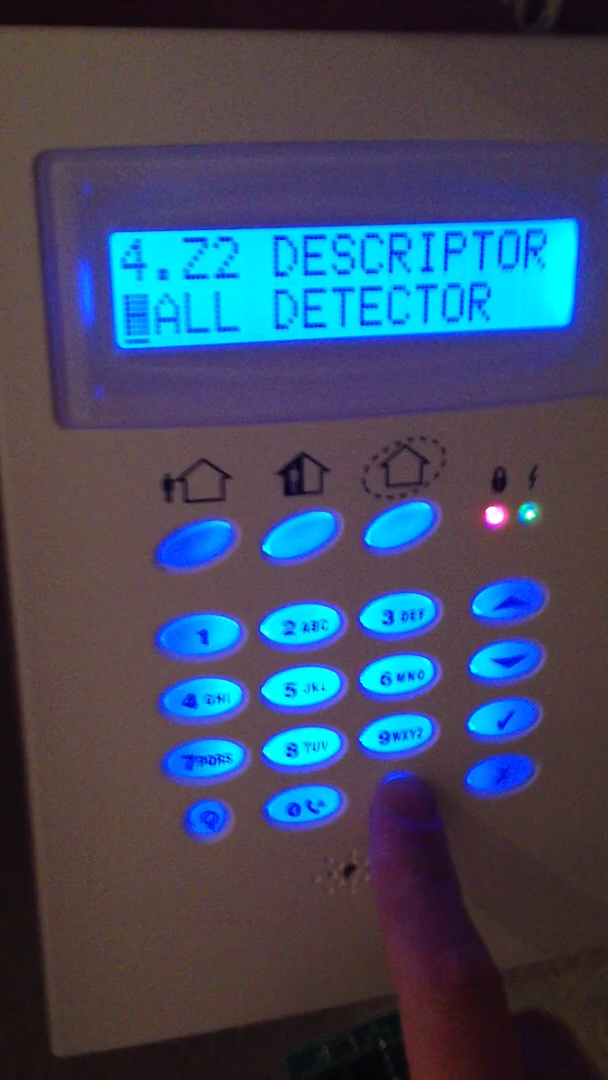 4.Z2 DESCRIPTOR
ALL DETECTOR
1
2 ABC
3 DEF
4 GHI
5 JKL
6 MNO
7 PQRS
8 TUV
9 WXYZ
0